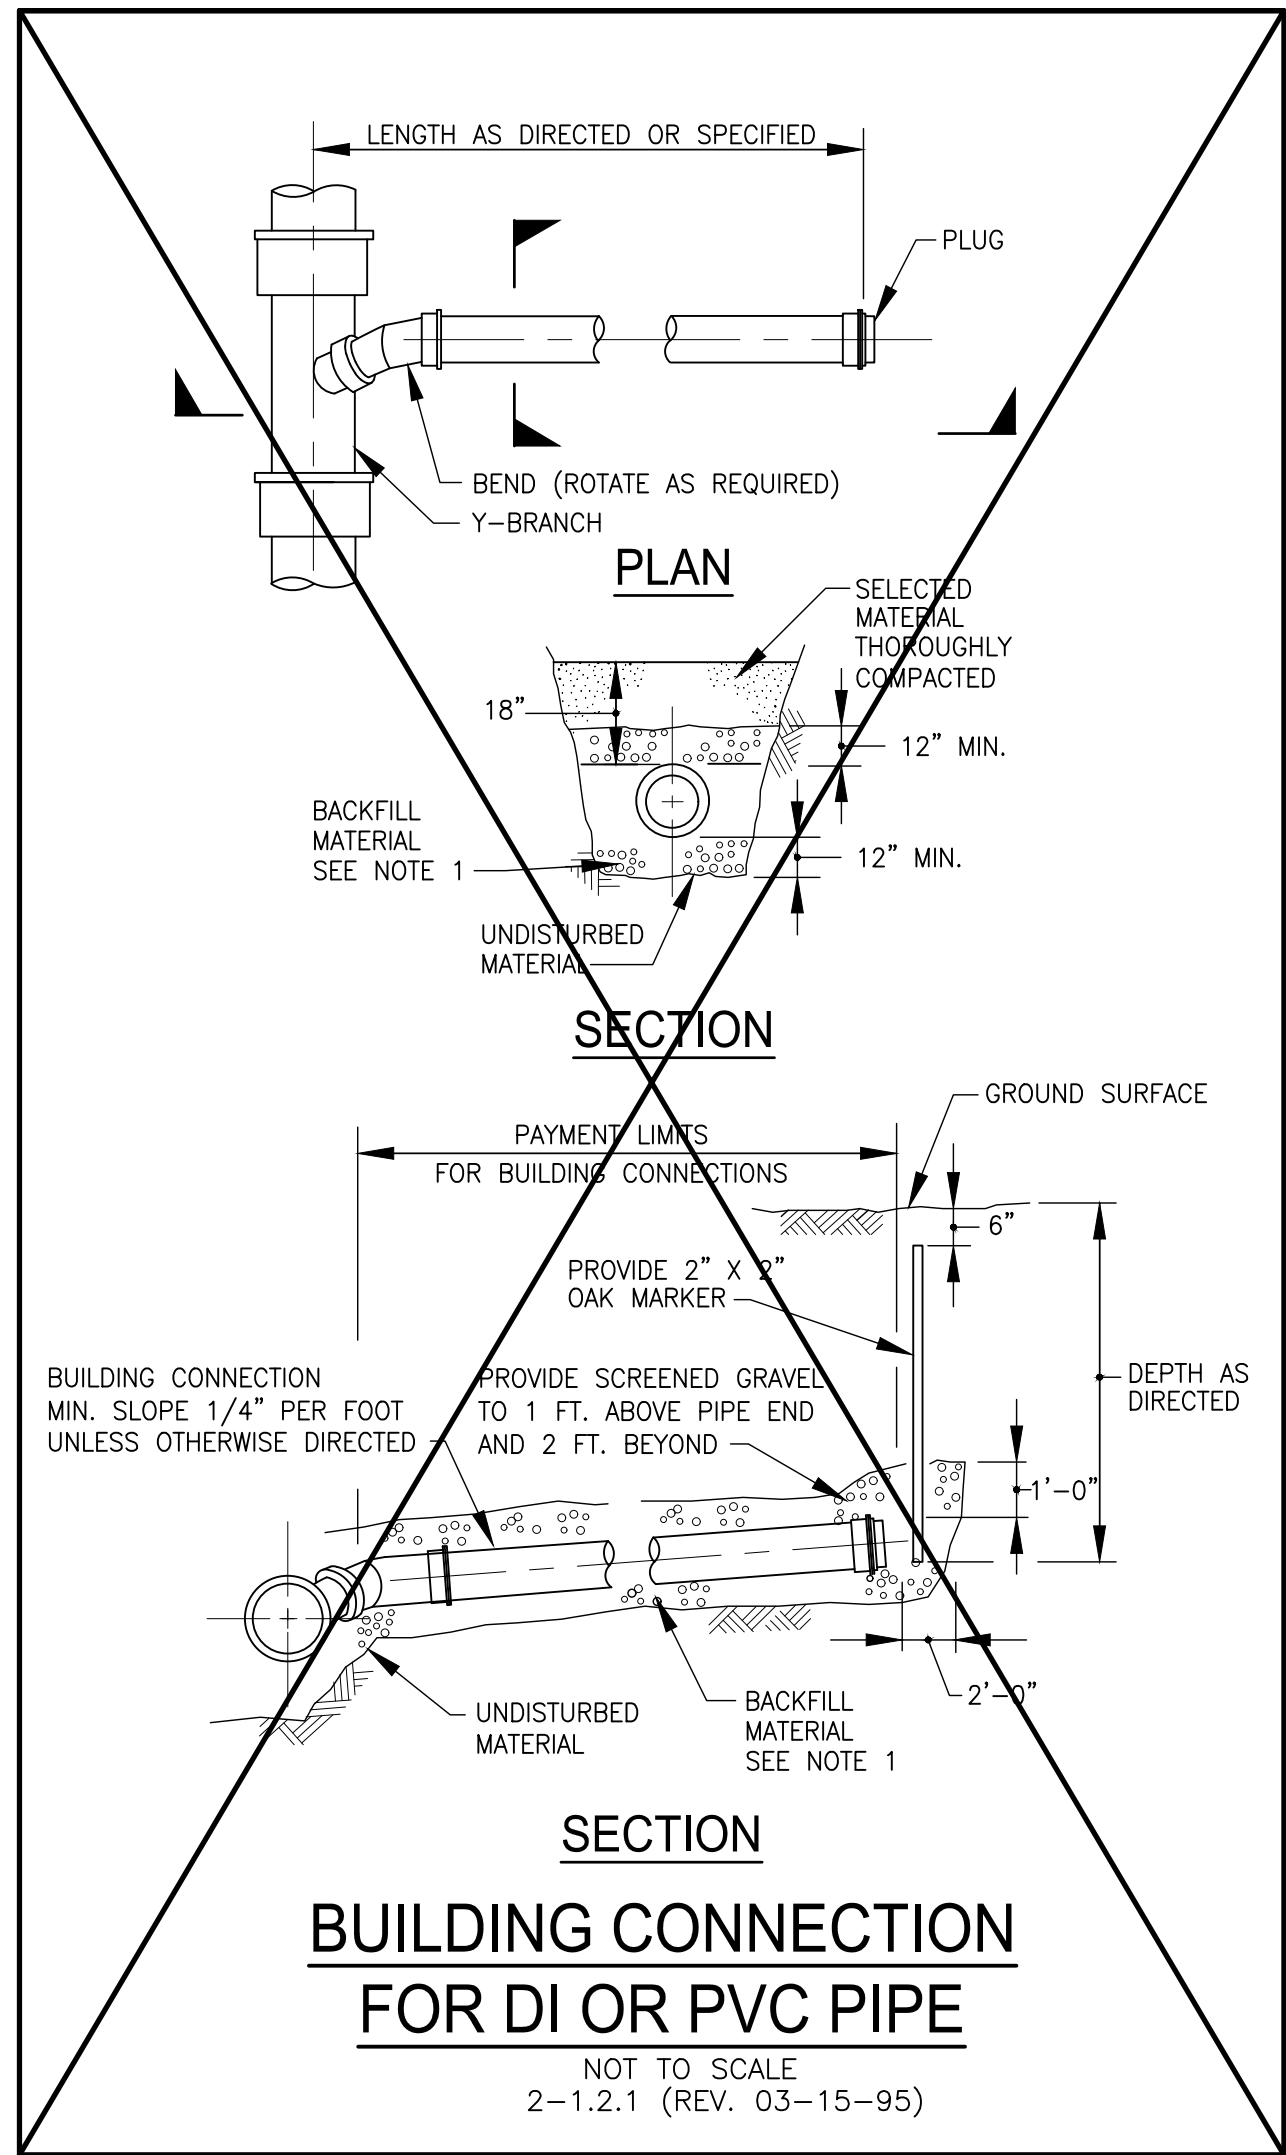 LENGTH AS DIRECTED OR SPECIFIED
PLUG
BEND (ROTATE AS REQUIRED)
Y-BRANCH
PLAN
SELECTED
MATERIAL
THOROUGHLY
COMPACTED
18"
12" MIN.
BACKFILL
MATERIAL
SEE NOTE 1
12" MIN.
UNDISTURBED
MATERIAL
SECTION
GROUND SURFACE
PAYMENT LIMITS
FOR BUILDING CONNECTIONS
6"
PROVIDE 2" X 2"
OAK MARKER
BUILDING CONNECTION
MIN. SLOPE 1/4" PER FOOT
UNLESS OTHERWISE DIRECTED
PROVIDE SCREENED GRAVEL
TO 1 FT. ABOVE PIPE END
AND 2 FT. BEYOND
DEPTH AS
DIRECTED
1'-0"
2'-0"
UNDISTURBED
MATERIAL
BACKFILL
MATERIAL
SEE NOTE 1
SECTION
BUILDING CONNECTION
FOR DI OR PVC PIPE
NOT TO SCALE
2-1.2.1 (REV. 03-15-95)